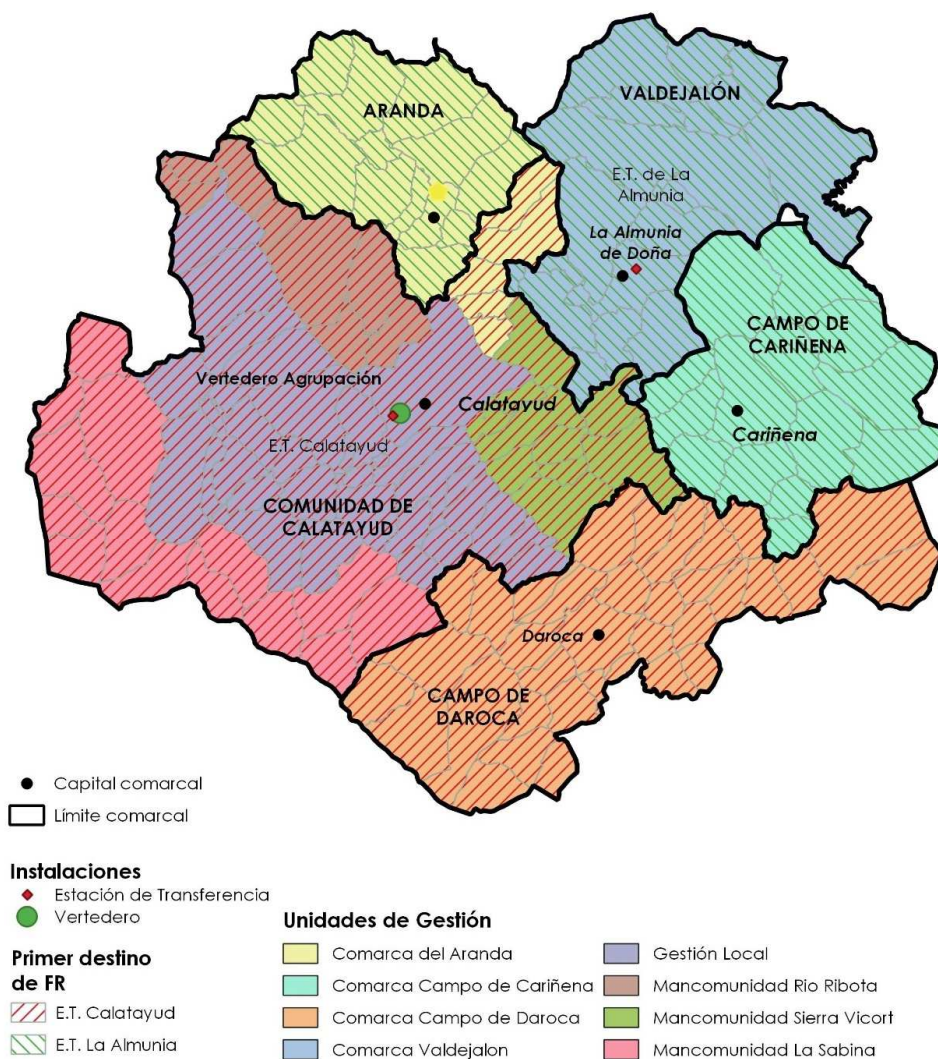 ARANDA
VALDEJALÓN
E.T. de La
Almunia
La Almunia
de Doña
CAMPO DE
CARIÑENA
Vertedero Agrupación
Calatayud
Cariñena
E.T. Calatayud
COMUNIDAD DE
CALATAYUD
Daroca
CAMPO DE
DAROCA
Capital comarcal
Límite comarcal
Instalaciones
Estación de Transferencia
Vertedero
Primer destino
de FR
E.T. Calatayud
E.T. La Almunia
Unidades de Gestión
Comarca del Aranda
Comarca Campo de Cariñena
Comarca Campo de Daroca
Comarca Valdejalon
Gestión Local
Mancomunidad Rio Ribota
Mancomunidad Sierra Vicort
Mancomunidad La Sabina